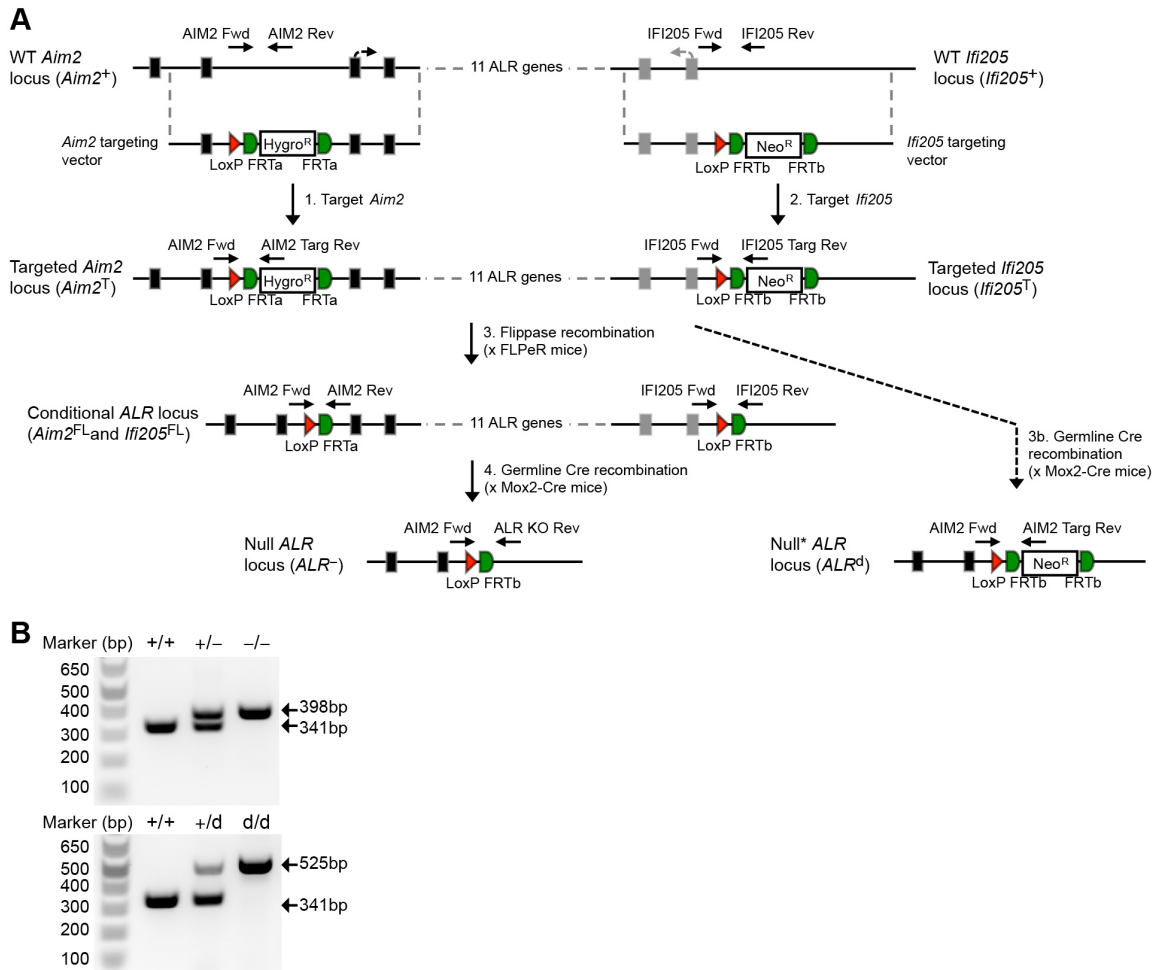 A
AIM2 Fwd AIM2 Rev IFI205 Fwd IFI205 Rev
WT Aim2
locus (Aim2+)
11 ALR genes
WT Ifi205
locus (Ifi205+)
Aim2 targeting
vector
HygroR
LoxP FRTa FRTa
NeoR
LoxP FRTb FRTb
Ifi205 targeting
vector
1. Target Aim2
2. Target Ifi205
AIM2 Fwd AIM2 Targ Rev IFI205 Fwd IFI205 Targ Rev
Targeted Aim2
locus (Aim2T)
HygroR
LoxP FRTa FRTa
11 ALR genes
NeoR
LoxP FRTb FRTb
Targeted Ifi205
locus (Ifi205T)
3. Flippase recombination
(x FLPeR mice)
AIM2 Fwd AIM2 Rev IFI205 Fwd IFI205 Rev
Conditional ALR locus
(Aim2FLand Ifi205FL)
LoxP FRTa
11 ALR genes
LoxP FRTb
3b. Germline Cre
recombination
(x Mox2-Cre mice)
4. Germline Cre recombination
(x Mox2-Cre mice)
AIM2 Fwd ALR KO Rev
Null ALR
locus (ALR–)
LoxP FRTb
AIM2 Fwd AIM2 Targ Rev
Null* ALR
locus (ALRd)
NeoR
LoxP FRTb FRTb
B
Marker (bp) +/+ +/– –/–
650
500
400
300
200
100
398bp
341bp
Marker (bp) +/+ +/d d/d
650
500
400
300
200
100
525bp
341bp